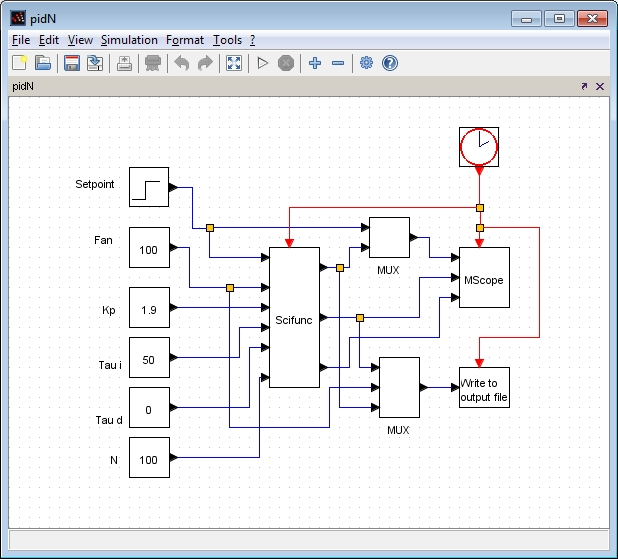 pidN
File Edit View Simulation Format Tools ?
pidN
Setpoint
Fan
100
MUX
MScope
Kp
1.9
Scifunc
Tau i
50
Tau d
0
Write to
output file
MUX
N
100